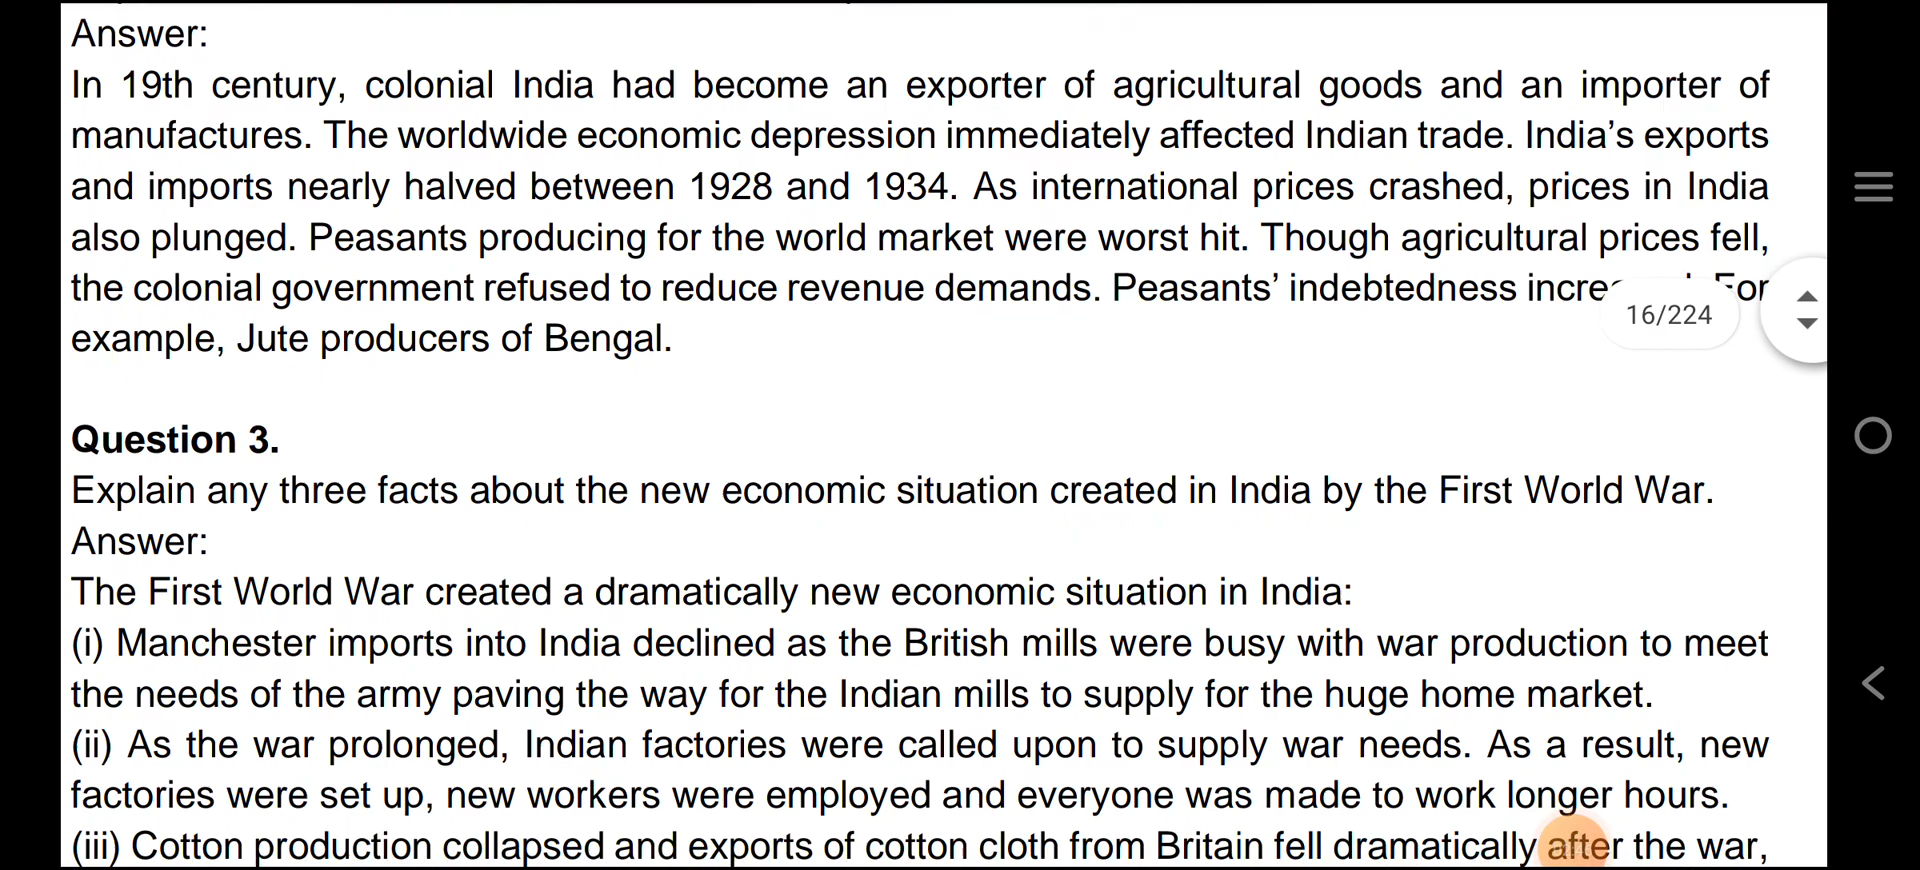 Answer:
In 19th century, colonial India had become an exporter of agricultural goods and an importer of
manufactures. The worldwide economic depression immediately affected Indian trade. India’s exports
and imports nearly halved between 1928 and 1934. As international prices crashed, prices in India
also plunged. Peasants producing for the world market were worst hit. Though agricultural prices fell,
the colonial government refused to reduce revenue demands. Peasants’ indebtedness For
16/224
example, Jute producers of Bengal.
Question 3.
Explain any three facts about the new economic situation created in India by the First World War.
Answer:
The First World War created a dramatically new economic situation in India:
(i) Manchester imports into India declined as the British mills were busy with war production to meet
the needs of the army paving the way for the Indian mills to supply for the huge home market.
(ii) As the war prolonged, Indian factories were called upon to supply war needs. As a result, new
factories were set up, new workers were employed and everyone was made to work longer hours.
(iii) Cotton production collapsed and exports of cotton cloth from Britain fell dramatically after the war,